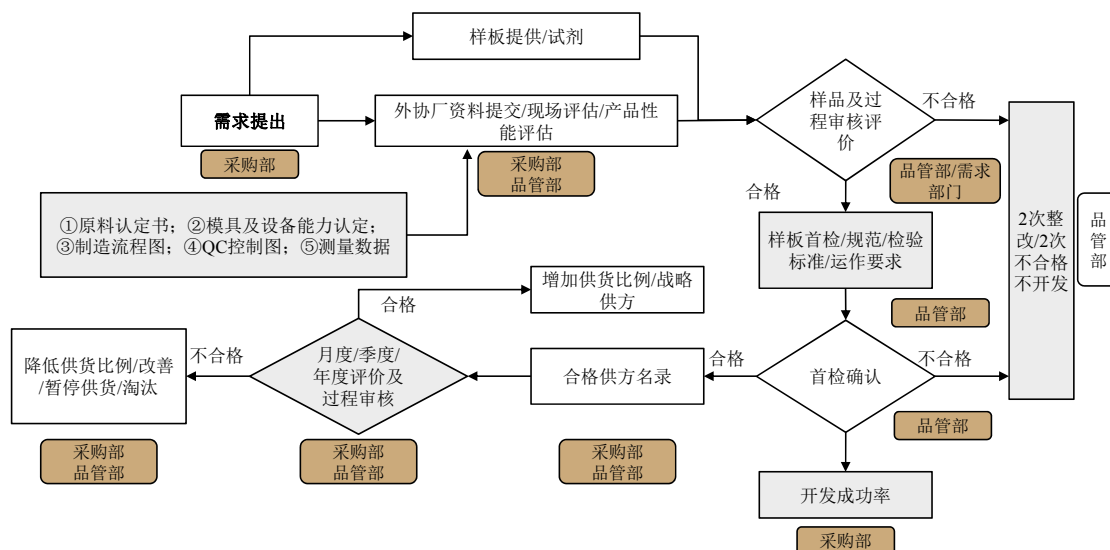 样板提供/试剂
需求提出
采购部
外协厂资料提交/现场评估/产品性
能评估
采购部
品管部
①原料认定书；②模具及设备能力认定；
③制造流程图；④QC控制图；⑤测量数据
样品及过
程审核评
价
不合格
品管部/需求
部门
合格
2次整
改/2次
不合格
不开发
品
管
部
样板首检/规范/检验
标准/运作要求
品管部
首检确认
不合格
品管部
合格
开发成功率
采购部
合格供方名录
采购部
品管部
增加供货比例/战略
供方
合格
月度/季度/
年度评价及
过程审核
采购部
品管部
不合格
降低供货比例/改善
/暂停供货/淘汰
采购部
品管部